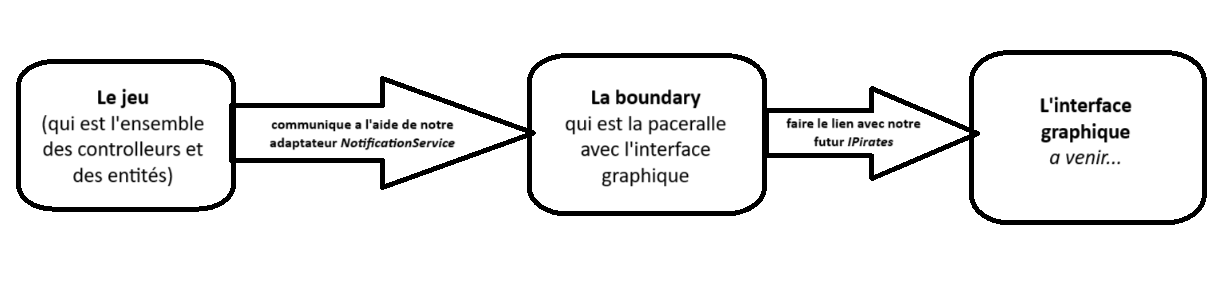 Le jeu
(qui est l'ensemble
des controlleurs et
des entités)
communique a l'aide de notre
adaptateur NotificationService
La boundary
qui est la paceralle
avec l'interface
graphique
faire le lien avec notre
futur IPirates
L'interface
graphique
a venir...